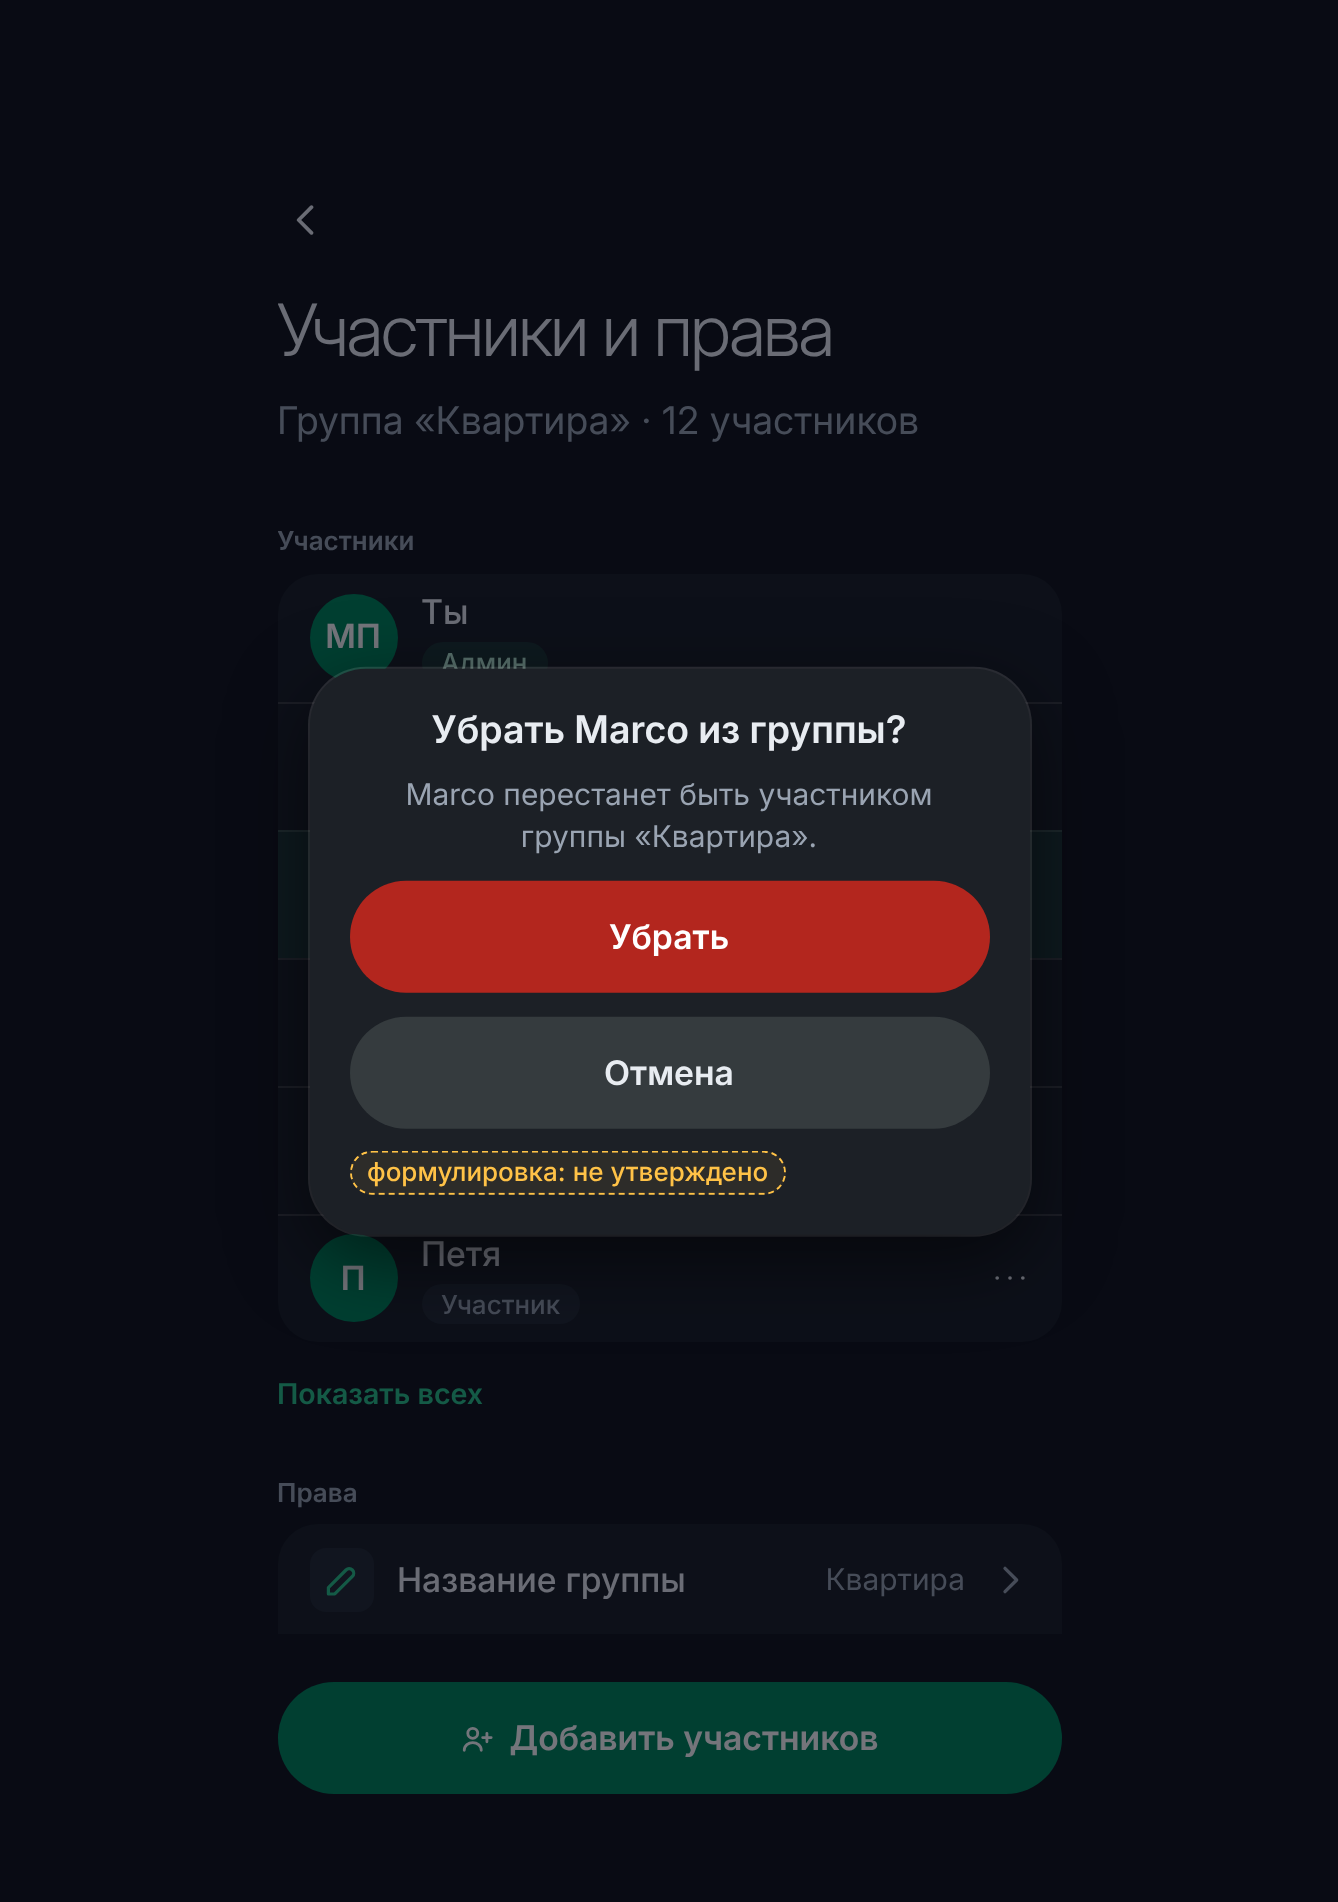 Участники и права
Группа «Квартира» · 12 участников
Участники
МП
Ты
Админ
Убрать Marco из группы?
Marco перестанет быть участником
группы «Квартира».
Убрать
Отмена
формулировка: не утверждено
П
Петя
Участник
Показать всех
Права
Название группы
Квартира
Добавить участников